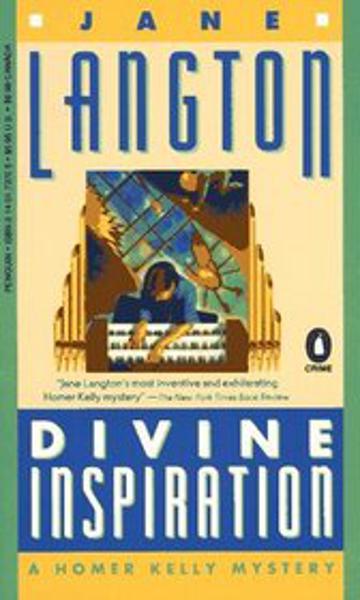 JANE
LANGTON
CRIME
"Jane Langton's most inventive and exhilarating
Homer Kelly mystery" — The New York Times Book Review
DIVINE
INSPIRATION
A HOMER KELLY MYSTERY